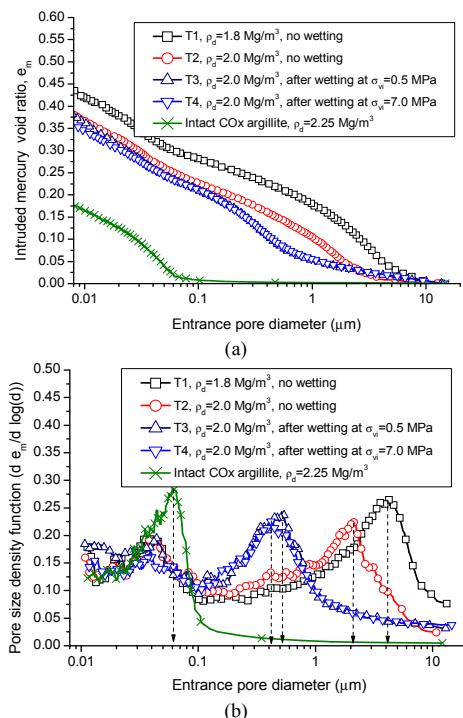 T1, ρd=1.8 Mg/m³, no wetting
T2, ρd=2.0 Mg/m³, no wetting
T3, ρd=2.0 Mg/m³, after wetting at σvi=0.5 MPa
T4, ρd=2.0 Mg/m³, after wetting at σvi=7.0 MPa
Intact COx argillite, ρd=2.25 Mg/m³
Intruded mercury void ratio, em
0.50
0.45
0.40
0.35
0.30
0.25
0.20
0.15
0.10
0.05
0.00
0.01 0.1 1 10
Entrance pore diameter (μm)
(a)
T1, ρd=1.8 Mg/m³, no wetting
T2, ρd=2.0 Mg/m³, no wetting
T3, ρd=2.0 Mg/m³, after wetting at σvi=0.5 MPa
T4, ρd=2.0 Mg/m³, after wetting at σvi=7.0 MPa
Intact COx argillite, ρd=2.25 Mg/m³
Pore size density function (d em/d log(d))
0.50
0.45
0.40
0.35
0.30
0.25
0.20
0.15
0.10
0.05
0.00
0.01 0.1 1 10
Entrance pore diameter (μm)
(b)